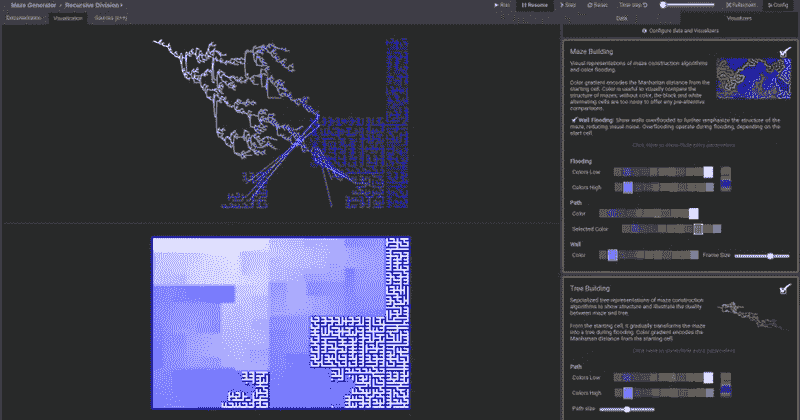 Maze Generator › Recursive Division
Run
Resume
Step
Reset
Time step
Fullscreen
Config
Documentation
Visualization
Sources (c++)
Data
Visualizers
Configure data and Visualizers
Maze Building
Visual representations of maze construction algorithms
and color flooding.
Color gradient encodes the Manhattan distance from the
starting cell. Color is useful to visually compare the
structure of mazes; without color, the black and white
alternating cells are too noisy to offer any pre-attentive
comparisons.
Wall Flooding: Show walls overflooded to further emphasize the structure of the
maze, reducing visual noise. Overflooding operate during flooding, depending on the
start cell.
Flooding
Colors Low
Colors High
Path
Color
Selected Color
Wall
Color
Frame Size
Tree Building
Specialized tree representations of maze construction
algorithms to show structure and illustrate the duality
between maze and tree.
From the starting cell, it gradually transforms the maze
into a tree during flooding. Color gradient encodes the
Manhattan distance from the starting cell.
Path
Colors Low
Colors High
Path size